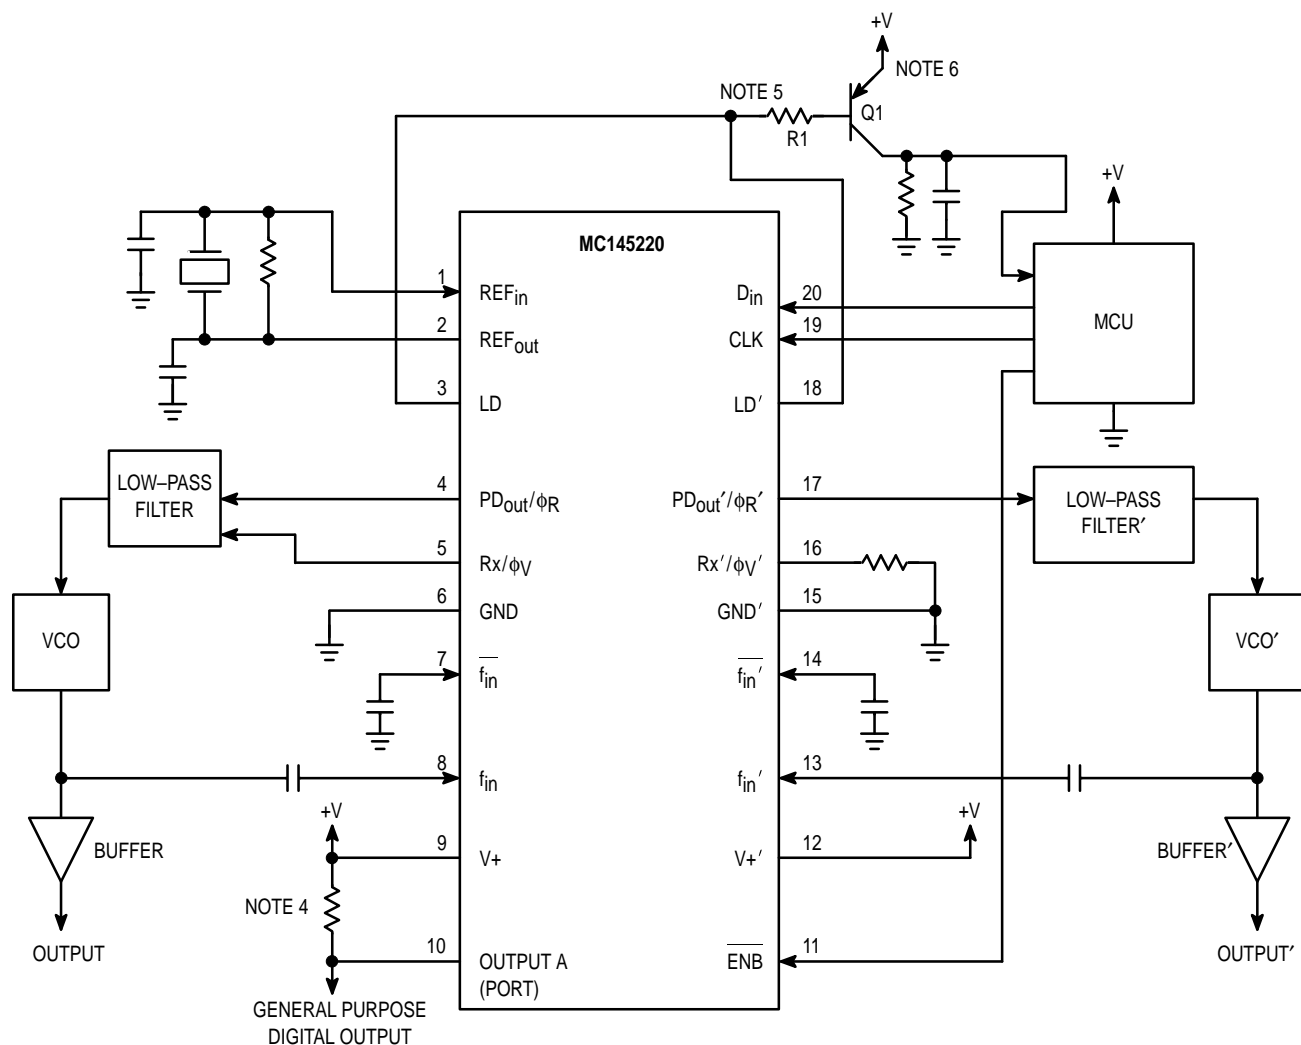 +V
NOTE 6
NOTE 5
Q1
R1
+V
MC145220
1
REFin
Din
20
MCU
2
REFout
CLK
19
3
LD
LD′
18
LOW–PASS
FILTER
4
PDout/ϕR
PDout′/ϕR′
17
LOW–PASS
FILTER′
5
Rx/ϕV
Rx′/ϕV′
16
6
GND
GND′
15
VCO
VCO′
7
f̅i̅n̅
f̅i̅n̅′
14
8
fin
fin′
13
+V
+V
BUFFER
9
V+
V+′
12
BUFFER′
NOTE 4
OUTPUT
10
OUTPUT A
(PORT)
E̅N̅B̅
11
OUTPUT′
GENERAL PURPOSE
DIGITAL OUTPUT